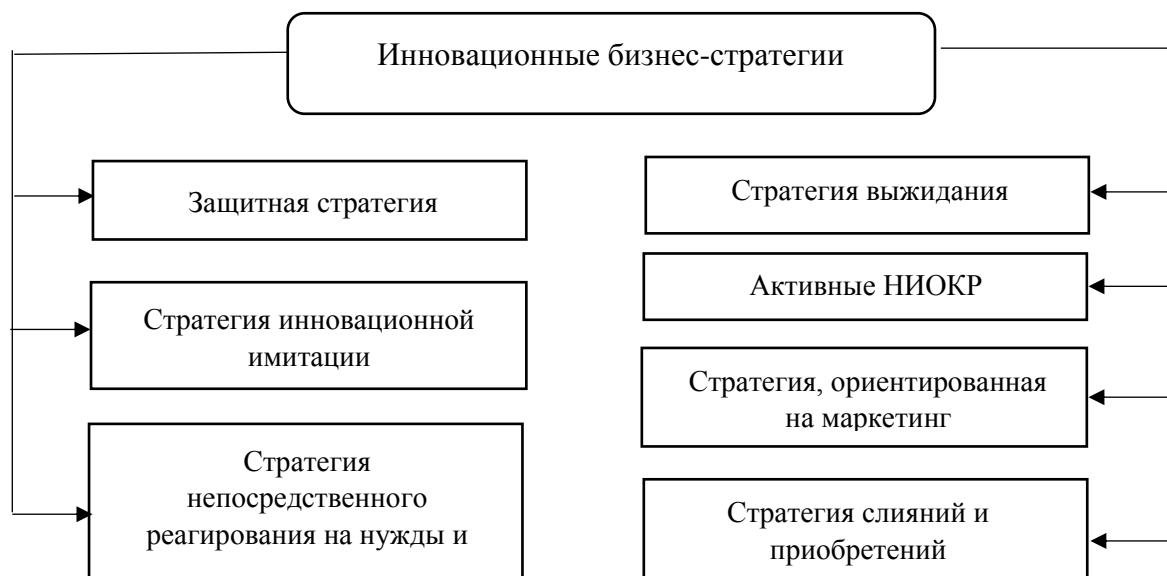 Инновационные бизнес-стратегии
Защитная стратегия
Стратегия инновационной
имитации
Стратегия
непосредственного
реагирования на нужды и
Стратегия выжидания
Активные НИОКР
Стратегия, ориентированная
на маркетинг
Стратегия слияний и
приобретений